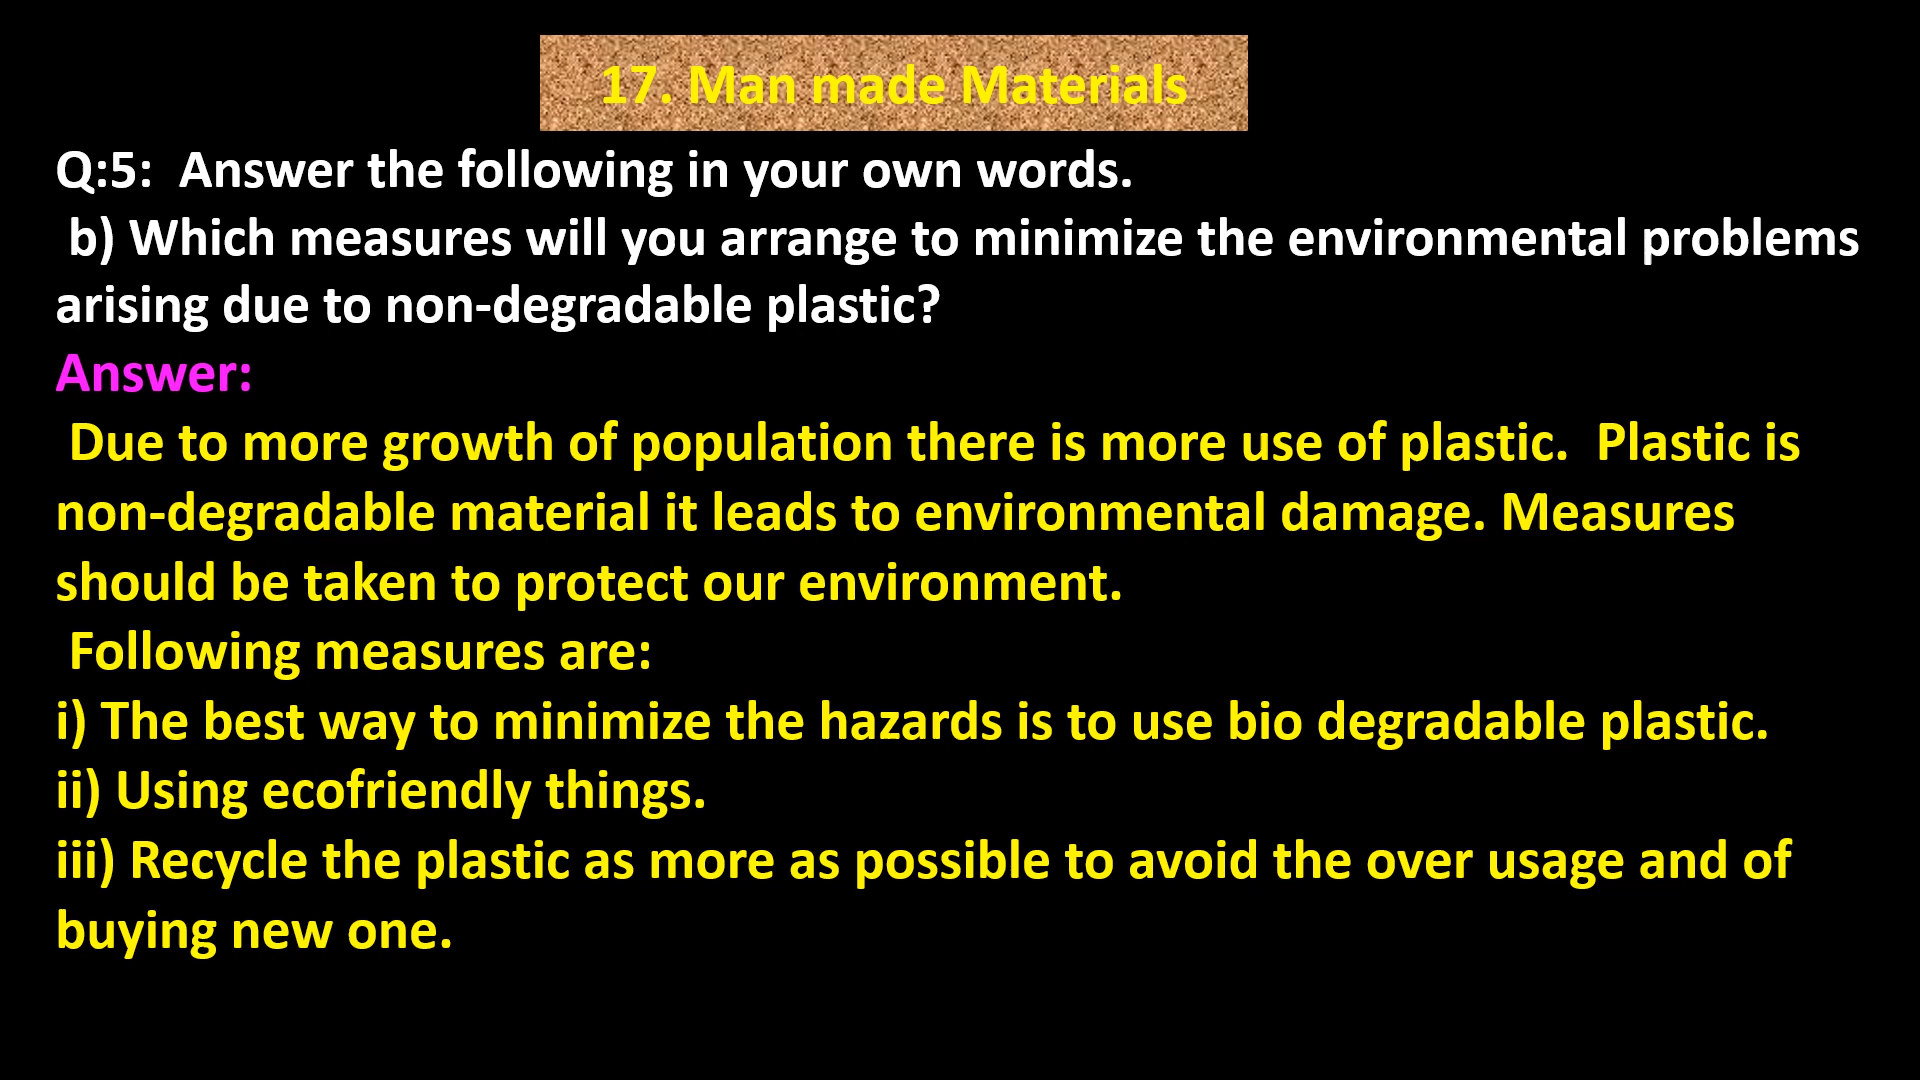 17. Man made Materials
Q:5:  Answer the following in your own words.
b) Which measures will you arrange to minimize the environmental problems
arising due to non-degradable plastic?
Answer:
Due to more growth of population there is more use of plastic.  Plastic is
non-degradable material it leads to environmental damage. Measures
should be taken to protect our environment.
Following measures are:
i) The best way to minimize the hazards is to use bio degradable plastic.
ii) Using ecofriendly things.
iii) Recycle the plastic as more as possible to avoid the over usage and of
buying new one.